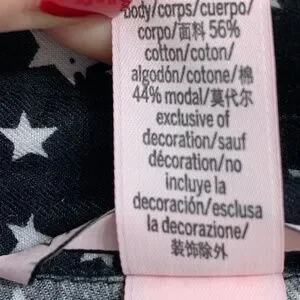 body/corps/cuerpo/
corpo/面料 56%
cotton/coton/
algodón/cotone/棉
44% modal/莫代尔
exclusive of
decoration/sauf
décoration/no
incluye la
decoración/esclusa
la decorazione/
装饰除外